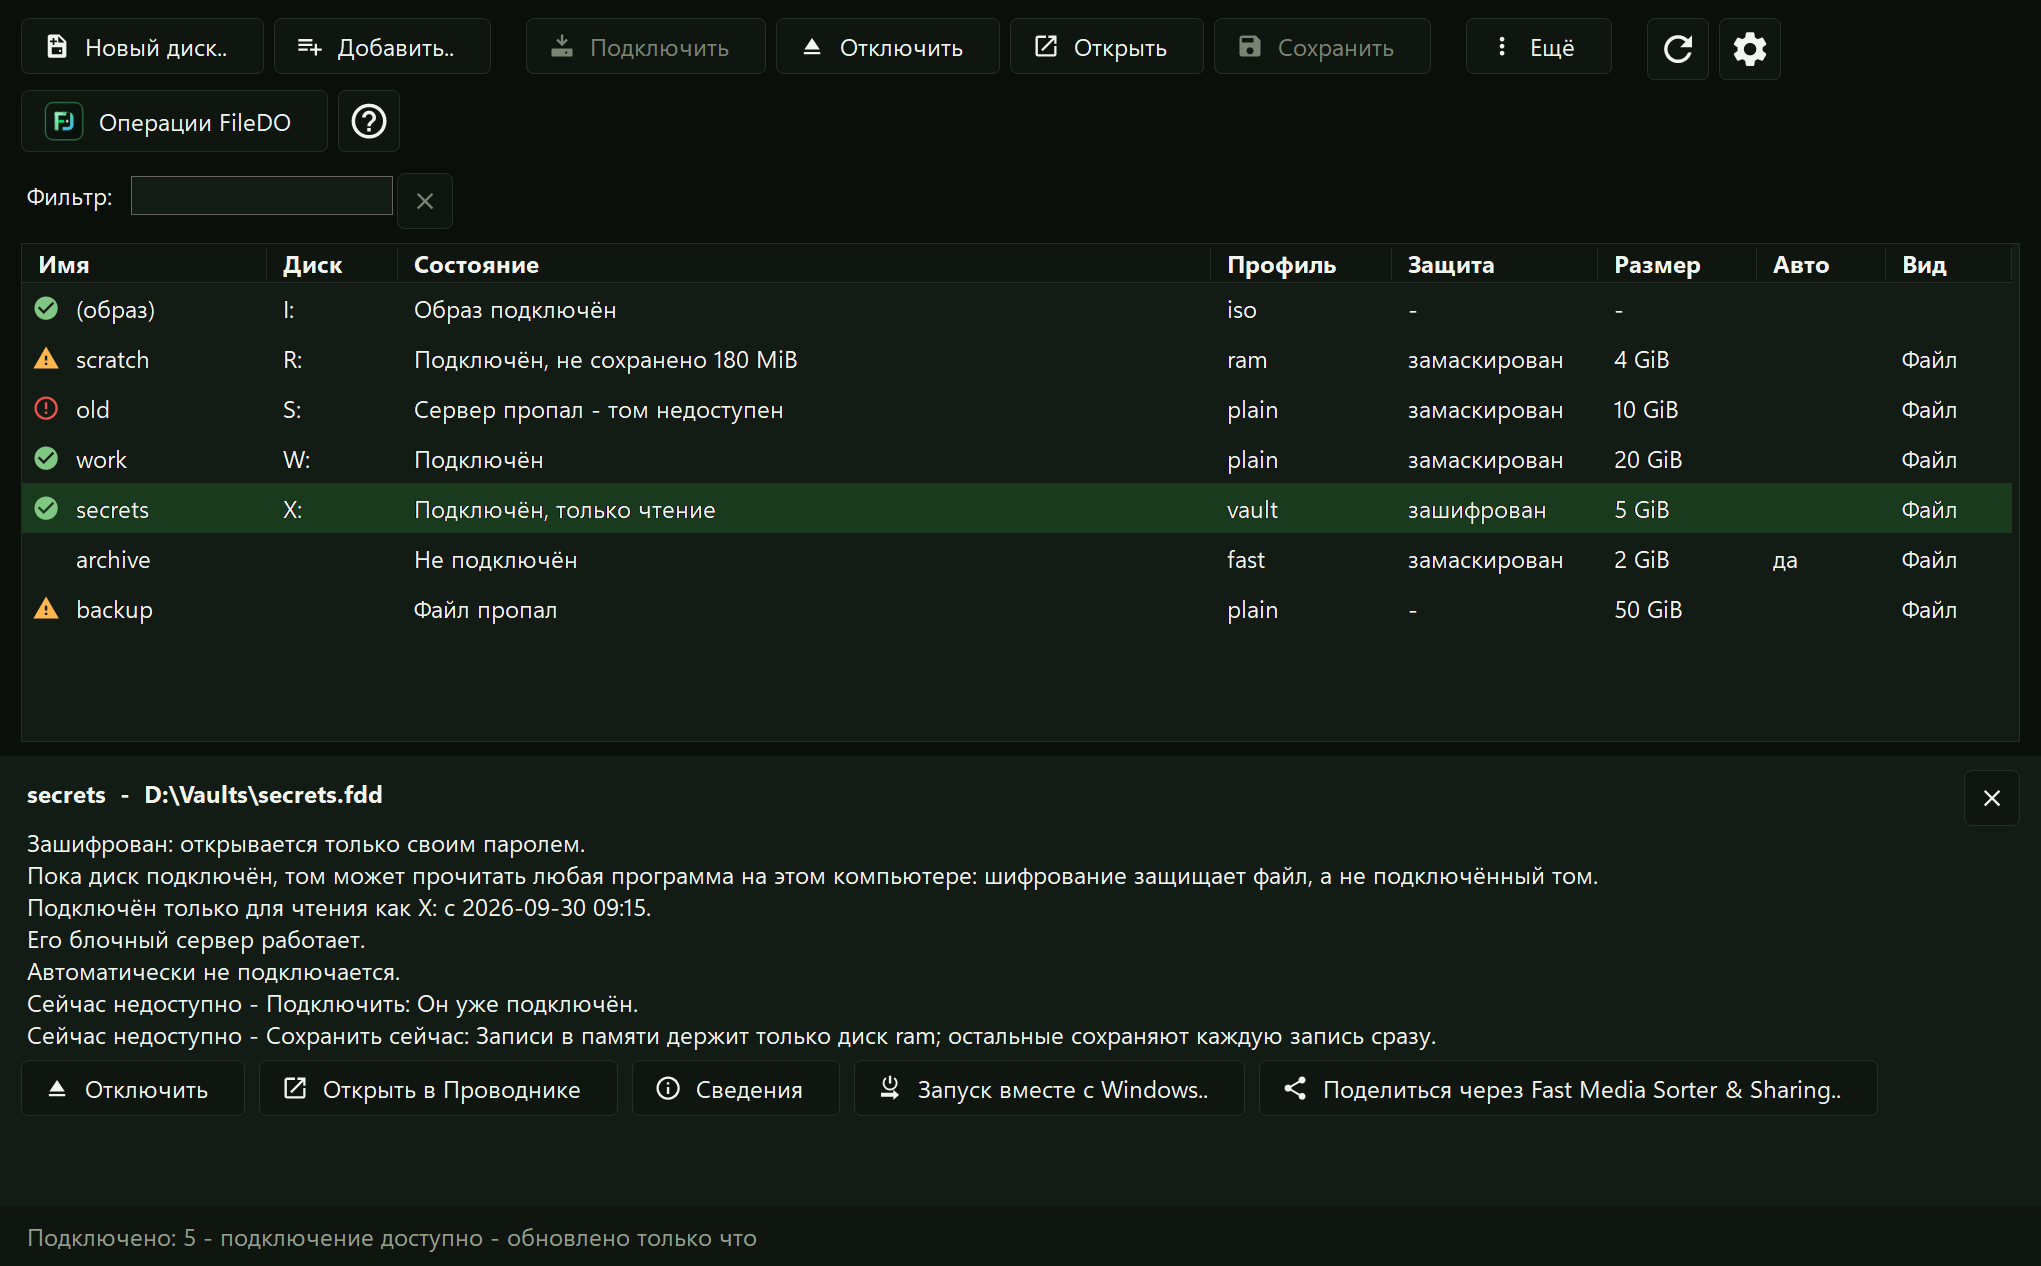 Новый диск.. Добавить.. Подключить Отключить Открыть Сохранить Ещё
Операции FileDO
Фильтр:
Имя Диск Состояние Профиль Защита Размер Авто Вид
(образ) I: Образ подключён iso - -
scratch R: Подключён, не сохранено 180 MiB ram замаскирован 4 GiB Файл
old S: Сервер пропал - том недоступен plain замаскирован 10 GiB Файл
work W: Подключён plain замаскирован 20 GiB Файл
secrets X: Подключён, только чтение vault зашифрован 5 GiB Файл
archive Не подключён fast замаскирован 2 GiB да Файл
backup Файл пропал plain - 50 GiB Файл
secrets - D:\Vaults\secrets.fdd
Зашифрован: открывается только своим паролем.
Пока диск подключён, том может прочитать любая программа на этом компьютере: шифрование защищает файл, а не подключённый том.
Подключён только для чтения как X: с 2026-09-30 09:15.
Его блочный сервер работает.
Автоматически не подключается.
Сейчас недоступно - Подключить: Он уже подключён.
Сейчас недоступно - Сохранить сейчас: Записи в памяти держит только диск ram; остальные сохраняют каждую запись сразу.
Отключить Открыть в Проводнике Сведения Запуск вместе с Windows.. Поделиться через Fast Media Sorter & Sharing..
Подключено: 5 - подключение доступно - обновлено только что